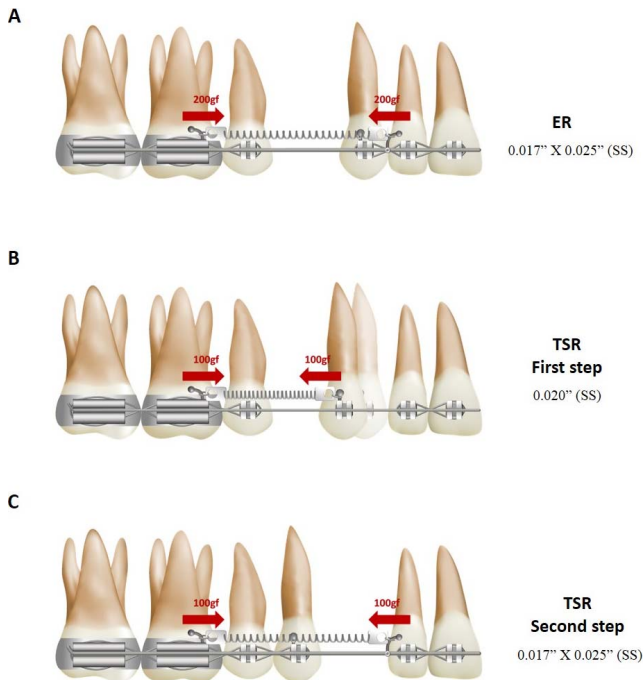 A
200gf 200gf
ER
0.017” X 0.025” (SS)
B
100gf 100gf
TSR
First step
0.020” (SS)
C
100gf 100gf
TSR
Second step
0.017” X 0.025” (SS)